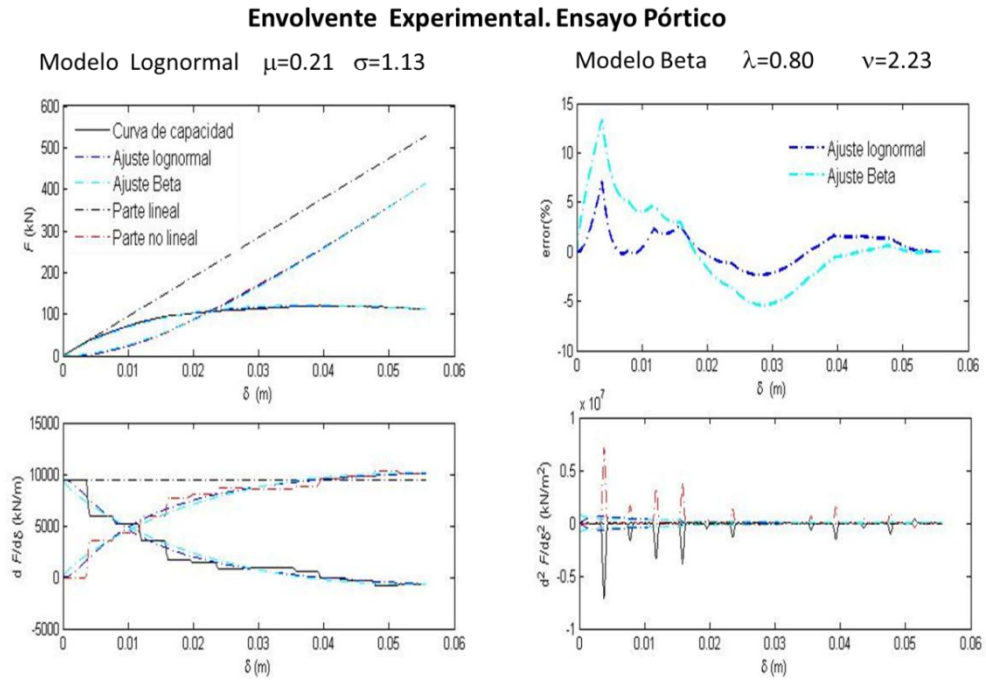 Envolvente Experimental. Ensayo Pórtico
Modelo Lognormal μ=0.21 σ=1.13
Modelo Beta λ=0.80 ν=2.23
600
500
400
300
200
100
0
F (kN)
Curva de capacidad
Ajuste lognormal
Ajuste Beta
Parte lineal
Parte no lineal
0 0.01 0.02 0.03 0.04 0.05 0.06
δ (m)
15
10
5
0
-5
-10
error(%)
Ajuste lognormal
Ajuste Beta
0 0.01 0.02 0.03 0.04 0.05 0.06
δ (m)
15000
10000
5000
0
-5000
d F/dδ (kN/m)
0 0.01 0.02 0.03 0.04 0.05 0.06
δ (m)
x 10⁷
1
0.5
0
-0.5
-1
d² F/dδ² (kN/m²)
0 0.01 0.02 0.03 0.04 0.05 0.06
δ (m)